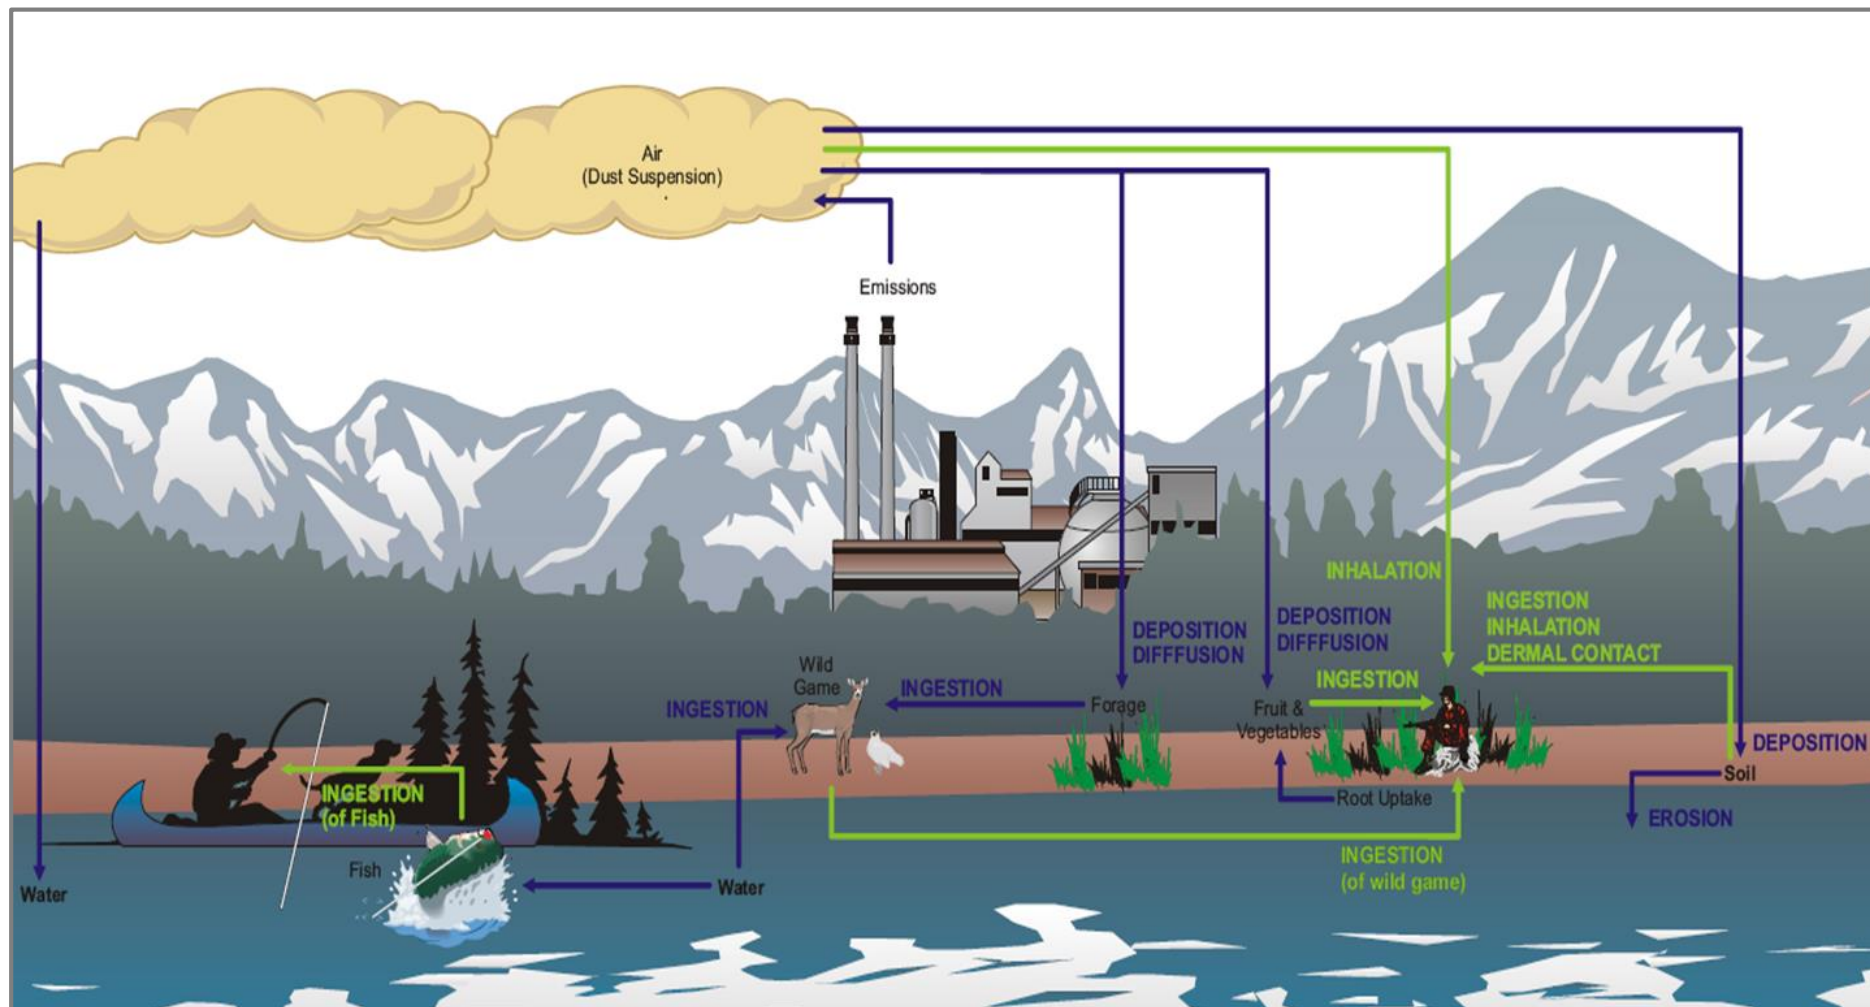 Air
(Dust Suspension)
Emissions
INHALATION
INGESTION
INHALATION
DERMAL CONTACT
DEPOSITION
DIFFFUSION
DEPOSITION
DIFFFUSION
Wild
Game
INGESTION
INGESTION
INGESTION
Forage
Fruit &
Vegetables
DEPOSITION
Soil
INGESTION
(of Fish)
Root Uptake
EROSION
INGESTION
(of wild game)
Fish
Water
Water